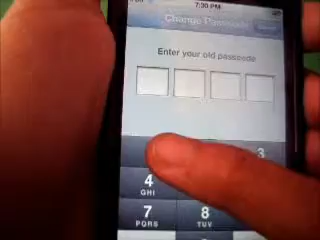 7:30 PM
Change Passcode
Enter your old passcode
3
4
GHI
7
PQRS
8
TUV